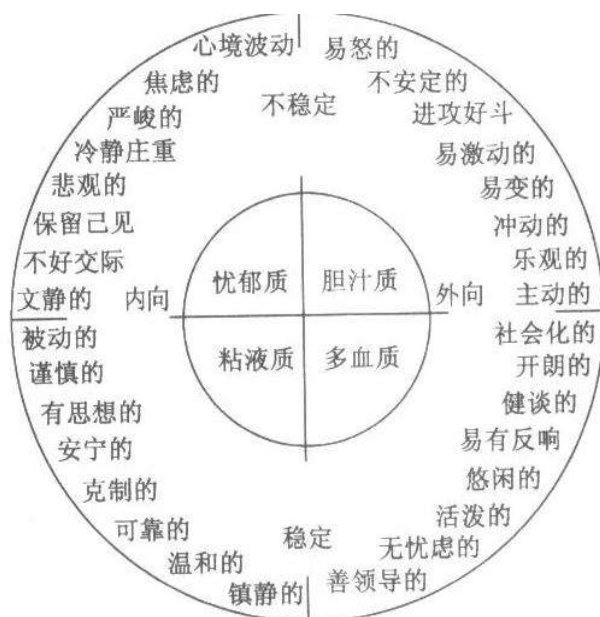 心境波动
易怒的
焦虑的
不安定的
严峻的
不稳定
进攻好斗
冷静庄重
易激动的
悲观的
易变的
保留己见
冲动的
不好交际
乐观的
忧郁质
胆汁质
文静的
内向
外向
主动的
被动的
社会化的
粘液质
多血质
谨慎的
开朗的
有思想的
健谈的
安宁的
易有反响
克制的
悠闲的
可靠的
活泼的
稳定
温和的
无忧虑的
镇静的
善领导的